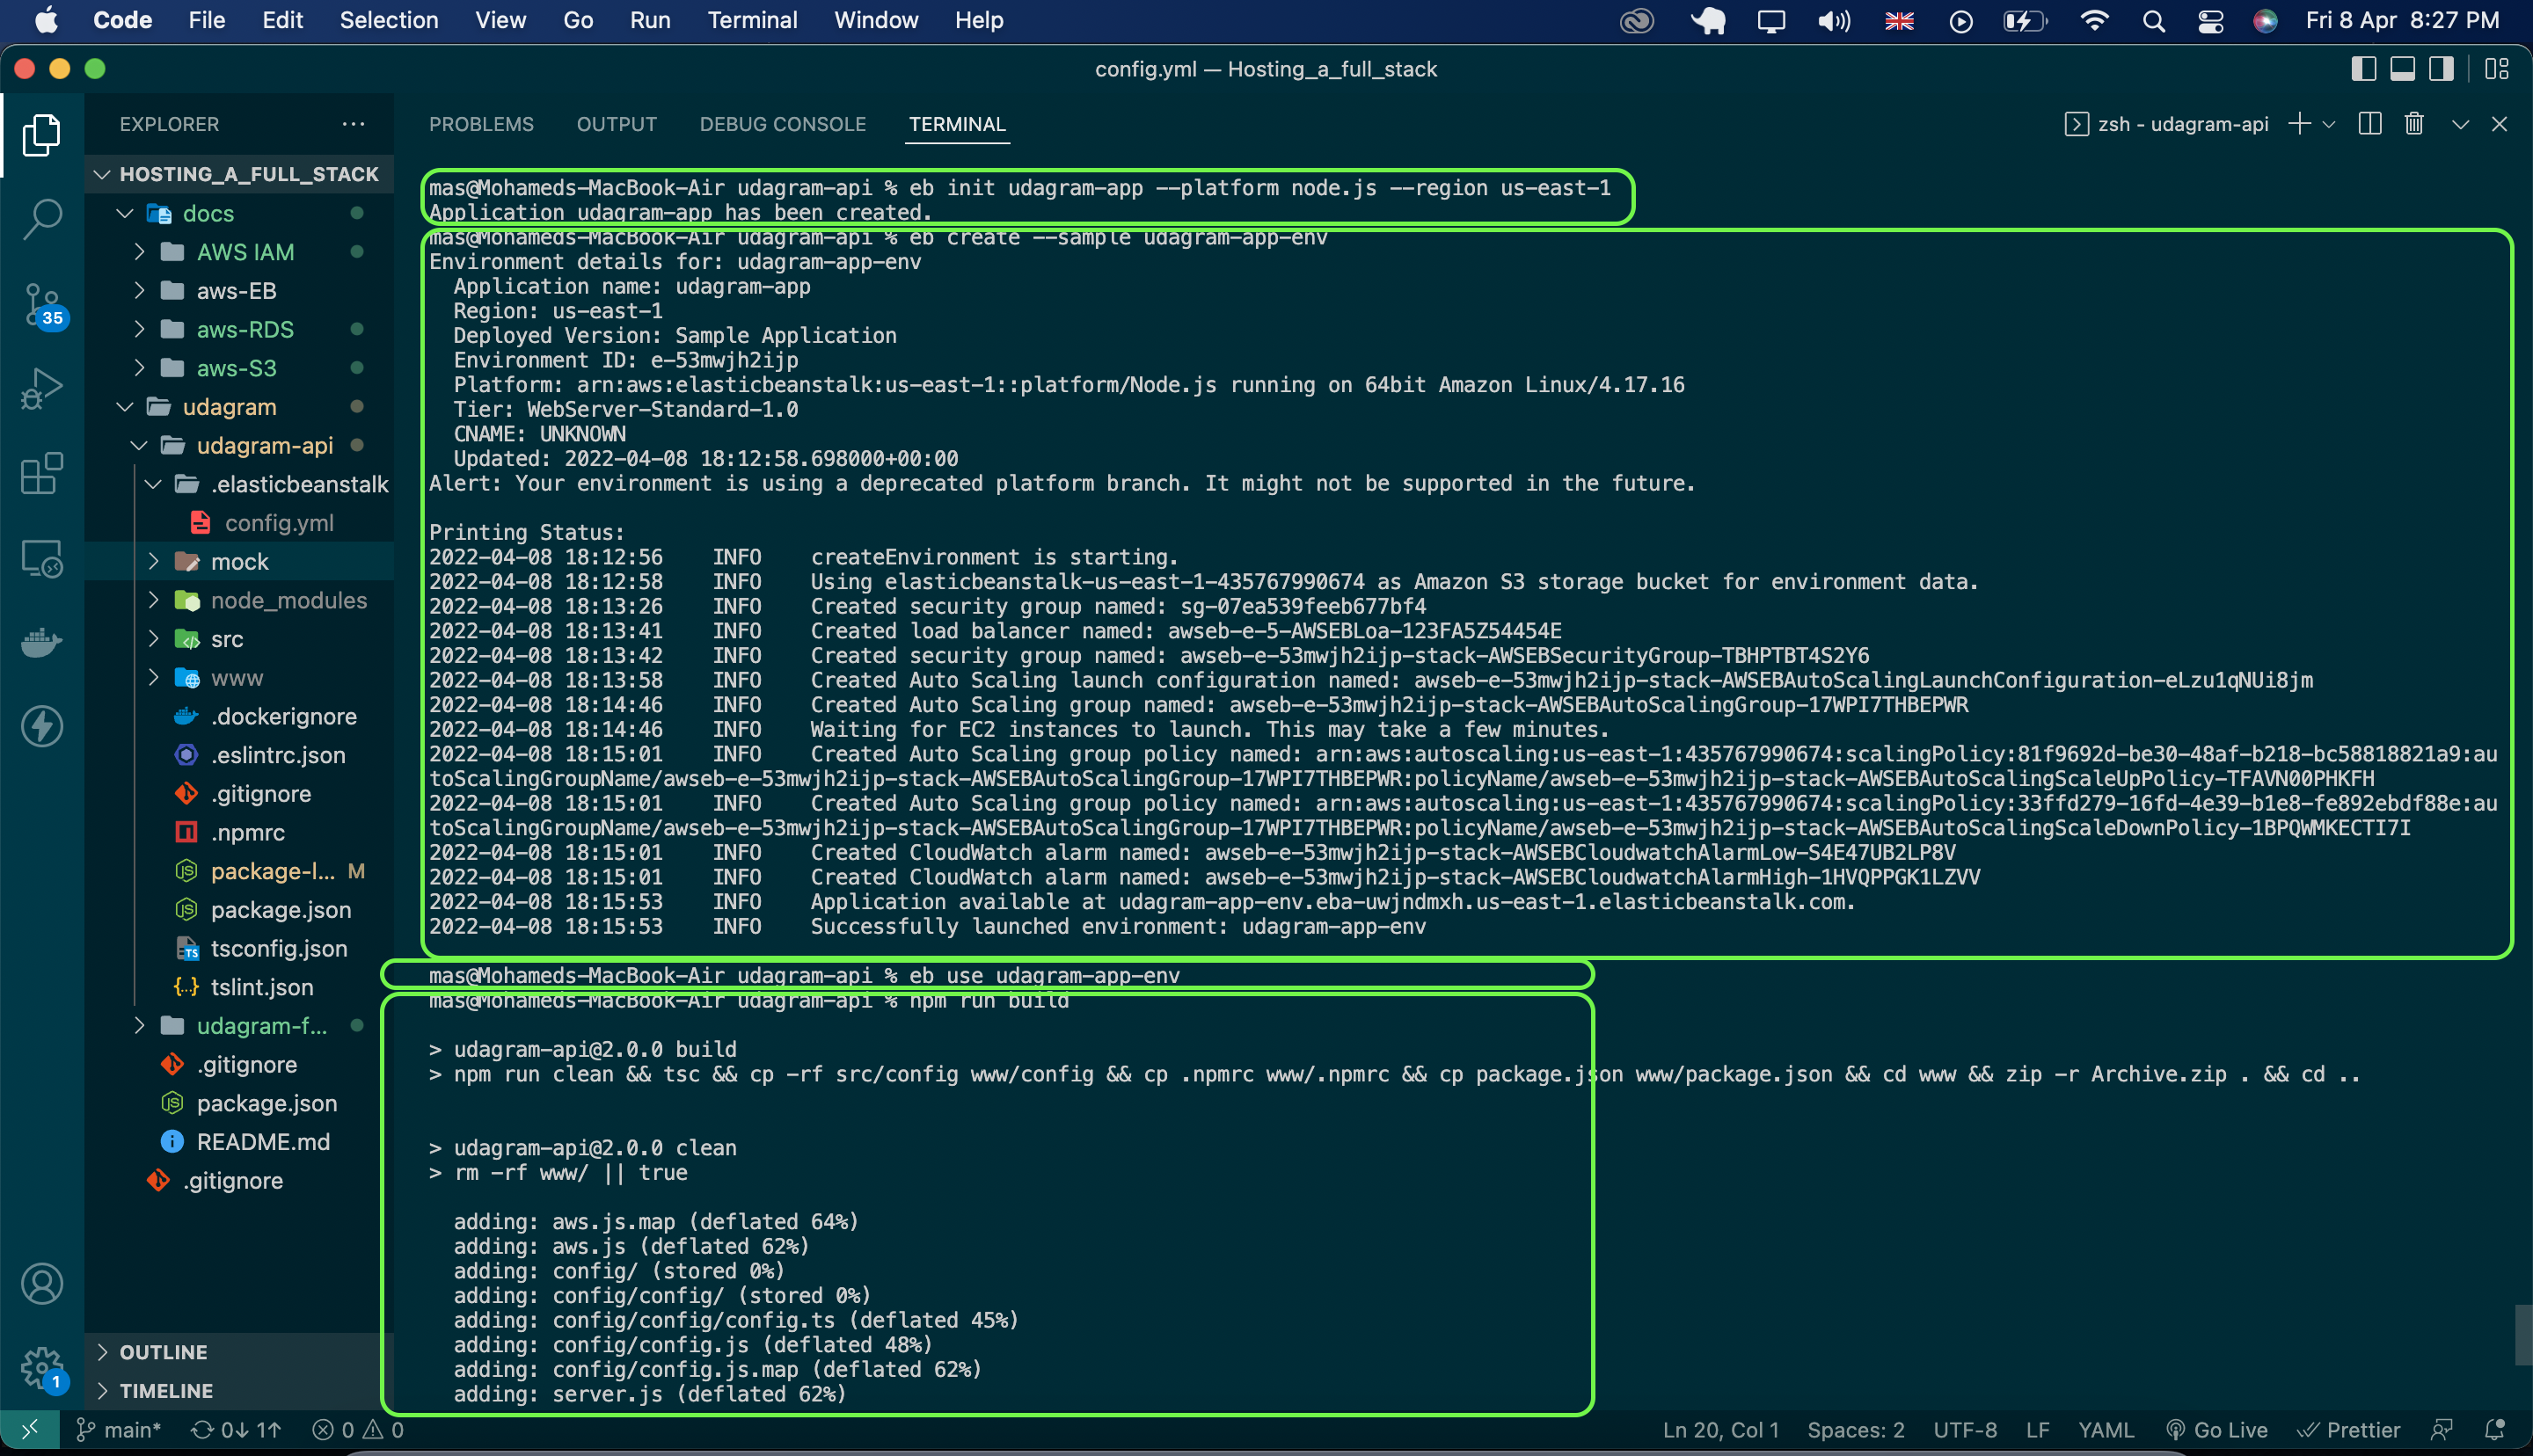 Code File Edit Selection View Go Run Terminal Window Help Fri 8 Apr 8:27 PM
config.yml — Hosting_a_full_stack
EXPLORER
HOSTING_A_FULL_STACK
docs
AWS IAM
aws-EB
aws-RDS
aws-S3
udagram
udagram-api
.elasticbeanstalk
config.yml
mock
node_modules
src
www
.dockerignore
.eslintrc.json
.gitignore
.npmrc
package-l... M
package.json
tsconfig.json
tslint.json
udagram-f...
.gitignore
package.json
README.md
.gitignore
OUTLINE
TIMELINE
35
1
PROBLEMS OUTPUT DEBUG CONSOLE TERMINAL zsh - udagram-api
mas@Mohameds-MacBook-Air udagram-api % eb init udagram-app --platform node.js --region us-east-1
Application udagram-app has been created.
mas@Mohameds-MacBook-Air udagram-api % eb create --sample udagram-app-env
Environment details for: udagram-app-env
Application name: udagram-app
Region: us-east-1
Deployed Version: Sample Application
Environment ID: e-53mwjh2ijp
Platform: arn:aws:elasticbeanstalk:us-east-1::platform/Node.js running on 64bit Amazon Linux/4.17.16
Tier: WebServer-Standard-1.0
CNAME: UNKNOWN
Updated: 2022-04-08 18:12:58.698000+00:00
Alert: Your environment is using a deprecated platform branch. It might not be supported in the future.
Printing Status:
2022-04-08 18:12:56 INFO createEnvironment is starting.
2022-04-08 18:12:58 INFO Using elasticbeanstalk-us-east-1-435767990674 as Amazon S3 storage bucket for environment data.
2022-04-08 18:13:26 INFO Created security group named: sg-07ea539feeb677bf4
2022-04-08 18:13:41 INFO Created load balancer named: awseb-e-5-AWSEBLoa-123FA5Z54454E
2022-04-08 18:13:42 INFO Created security group named: awseb-e-53mwjh2ijp-stack-AWSEBSecurityGroup-TBHPTBT4S2Y6
2022-04-08 18:13:58 INFO Created Auto Scaling launch configuration named: awseb-e-53mwjh2ijp-stack-AWSEBAutoScalingLaunchConfiguration-eLzu1qNUi8jm
2022-04-08 18:14:46 INFO Created Auto Scaling group named: awseb-e-53mwjh2ijp-stack-AWSEBAutoScalingGroup-17WPI7THBEPWR
2022-04-08 18:14:46 INFO Waiting for EC2 instances to launch. This may take a few minutes.
2022-04-08 18:15:01 INFO Created Auto Scaling group policy named: arn:aws:autoscaling:us-east-1:435767990674:scalingPolicy:81f9692d-be30-48af-b218-bc58818821a9:au
toScalingGroupName/awseb-e-53mwjh2ijp-stack-AWSEBAutoScalingGroup-17WPI7THBEPWR:policyName/awseb-e-53mwjh2ijp-stack-AWSEBAutoScalingScaleUpPolicy-TFAVN00PHKFH
2022-04-08 18:15:01 INFO Created Auto Scaling group policy named: arn:aws:autoscaling:us-east-1:435767990674:scalingPolicy:33ffd279-16fd-4e39-b1e8-fe892ebdf88e:au
toScalingGroupName/awseb-e-53mwjh2ijp-stack-AWSEBAutoScalingGroup-17WPI7THBEPWR:policyName/awseb-e-53mwjh2ijp-stack-AWSEBAutoScalingScaleDownPolicy-1BPQWMKECTI7I
2022-04-08 18:15:01 INFO Created CloudWatch alarm named: awseb-e-53mwjh2ijp-stack-AWSEBCloudwatchAlarmLow-S4E47UB2LP8V
2022-04-08 18:15:01 INFO Created CloudWatch alarm named: awseb-e-53mwjh2ijp-stack-AWSEBCloudwatchAlarmHigh-1HVQPPGK1LZVV
2022-04-08 18:15:53 INFO Application available at udagram-app-env.eba-uwjndmxh.us-east-1.elasticbeanstalk.com.
2022-04-08 18:15:53 INFO Successfully launched environment: udagram-app-env
mas@Mohameds-MacBook-Air udagram-api % eb use udagram-app-env
mas@Mohameds-MacBook-Air udagram-api % npm run build
> udagram-api@2.0.0 build
> npm run clean && tsc && cp -rf src/config www/config && cp .npmrc www/.npmrc && cp package.json www/package.json && cd www && zip -r Archive.zip . && cd ..
> udagram-api@2.0.0 clean
> rm -rf www/ || true
adding: aws.js.map (deflated 64%)
adding: aws.js (deflated 62%)
adding: config/ (stored 0%)
adding: config/config/ (stored 0%)
adding: config/config/config.ts (deflated 45%)
adding: config/config.js (deflated 48%)
adding: config/config.js.map (deflated 62%)
adding: server.js (deflated 62%)
main* 0↓ 1↑ 0 0 Ln 20, Col 1 Spaces: 2 UTF-8 LF YAML Go Live Prettier